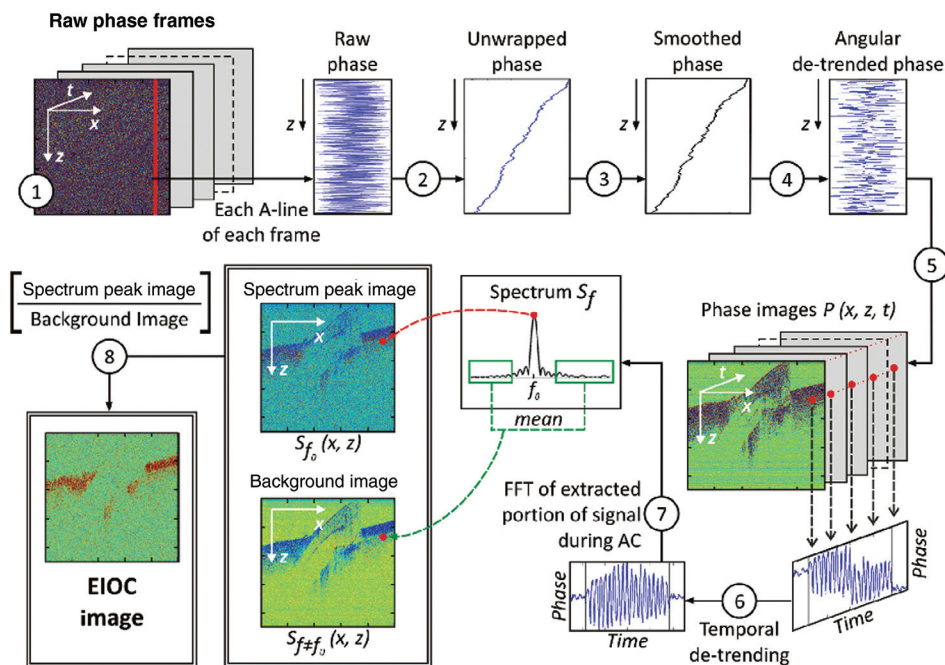 Raw phase frames
t
x
z
1
Each A-line
of each frame
Raw
phase
z
2
Unwrapped
phase
z
3
Smoothed
phase
z
4
Angular
de-trended phase
z
5
Phase images P (x, z, t)
t
x
z
Phase
Time
6
Temporal
de-trending
Phase
Time
7
FFT of extracted
portion of signal
during AC
Spectrum Sf
f₀
mean
Spectrum peak image
x
z
Sf₀ (x, z)
Background image
x
z
Sf≠f₀ (x, z)
Spectrum peak image
Background Image
8
EIOC
image